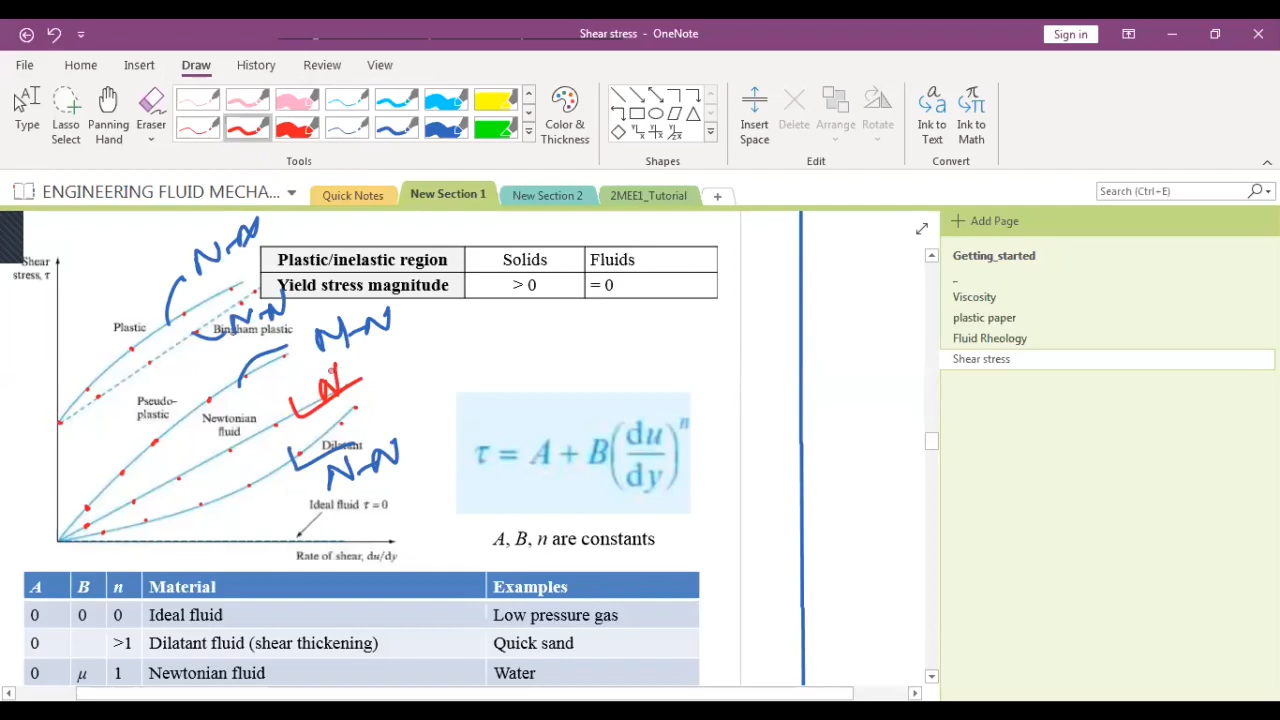 Shear stress - OneNote
Sign in
File Home Insert Draw History Review View
Type
Lasso Select
Panning Hand
Eraser
Color & Thickness
Insert Space
Delete
Arrange
Rotate
Ink to Text
Ink to Math
Tools
Shapes
Edit
Convert
ENGINEERING FLUID MECHA...
Quick Notes
New Section 1
New Section 2
2MEE1_Tutorial
Search (Ctrl+E)
Add Page
Getting_started
_
Viscosity
plastic paper
Fluid Rheology
Shear stress
Shear
stress, τ
Plastic/inelastic region Solids Fluids
Yield stress magnitude > 0 = 0
N-N
N-N
Plastic
Bingham plastic
N-N
N
Pseudo-
plastic
Newtonian
fluid
Dilatant
N-N
Ideal fluid τ = 0
Rate of shear, du/dy
τ = A + B(du/dy)^n
A, B, n are constants
A B n Material Examples
0 0 0 Ideal fluid Low pressure gas
0 >1 Dilatant fluid (shear thickening) Quick sand
0 μ 1 Newtonian fluid Water